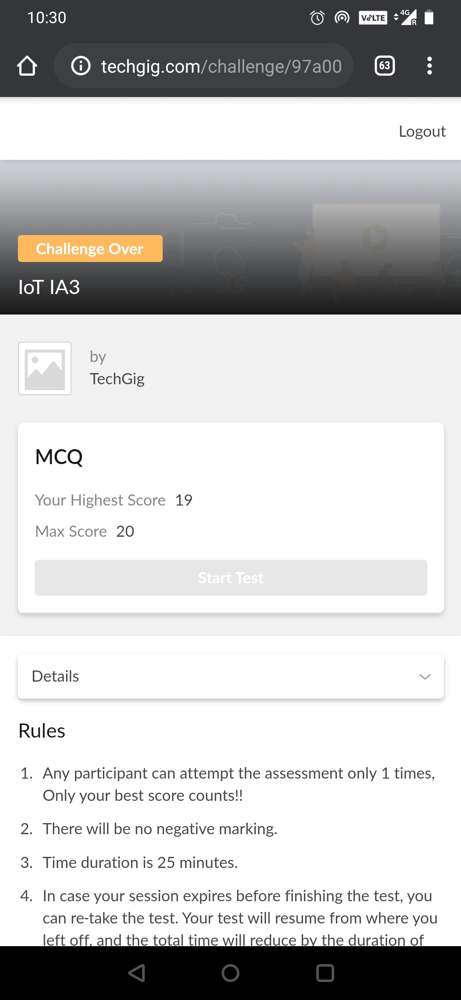 10:30
VoLTE
4G
R
techgig.com/challenge/97a00
63
Logout
Challenge Over
IoT IA3
by
TechGig
MCQ
Your Highest Score 19
Max Score 20
Start Test
Details
Rules
1. Any participant can attempt the assessment only 1 times,
Only your best score counts!!
2. There will be no negative marking.
3. Time duration is 25 minutes.
4. In case your session expires before finishing the test, you
can re-take the test. Your test will resume from where you
left off, and the total time will reduce by the duration of